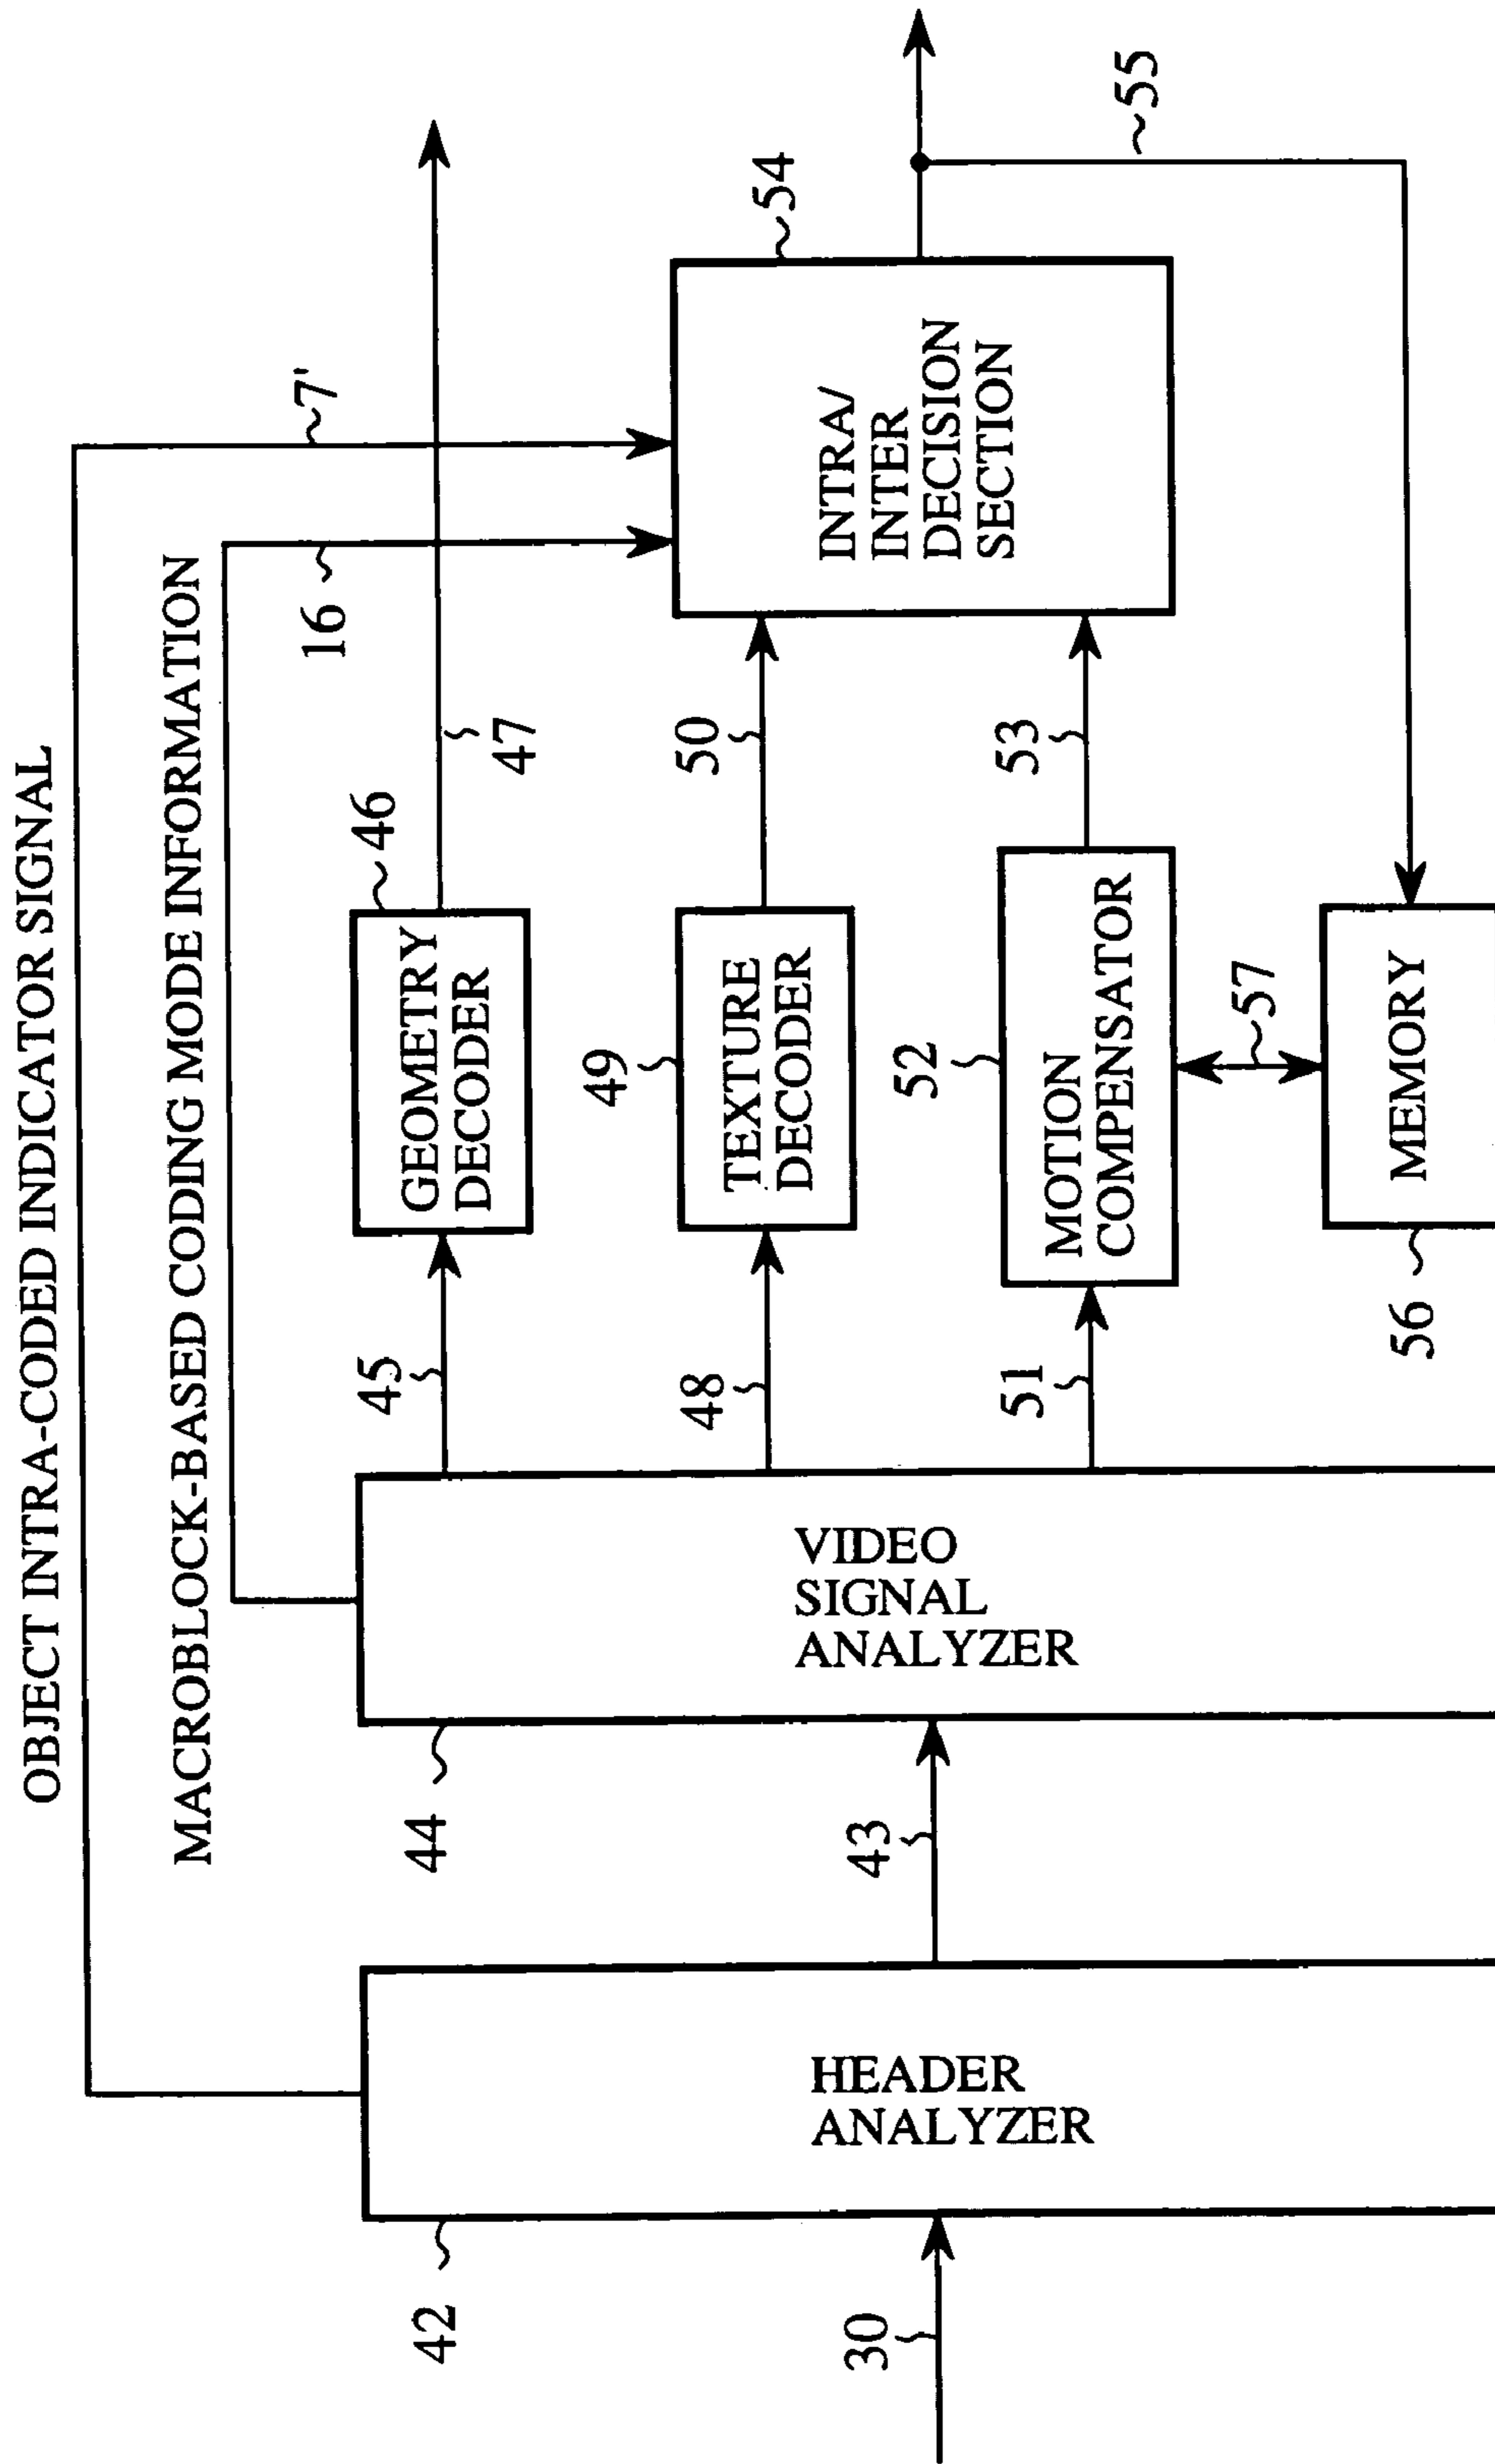 OBJECT INTRA-CODED INDICATOR SIGNAL
MACROBLOCK-BASED CODING MODE INFORMATION
7'
16
42
HEADER
ANALYZER
30
43
44
VIDEO
SIGNAL
ANALYZER
45
46
GEOMETRY
DECODER
47
48
49
TEXTURE
DECODER
50
51
52
MOTION
COMPENSATOR
53
54
INTRA/
INTER
DECISION
SECTION
55
56
MEMORY
57